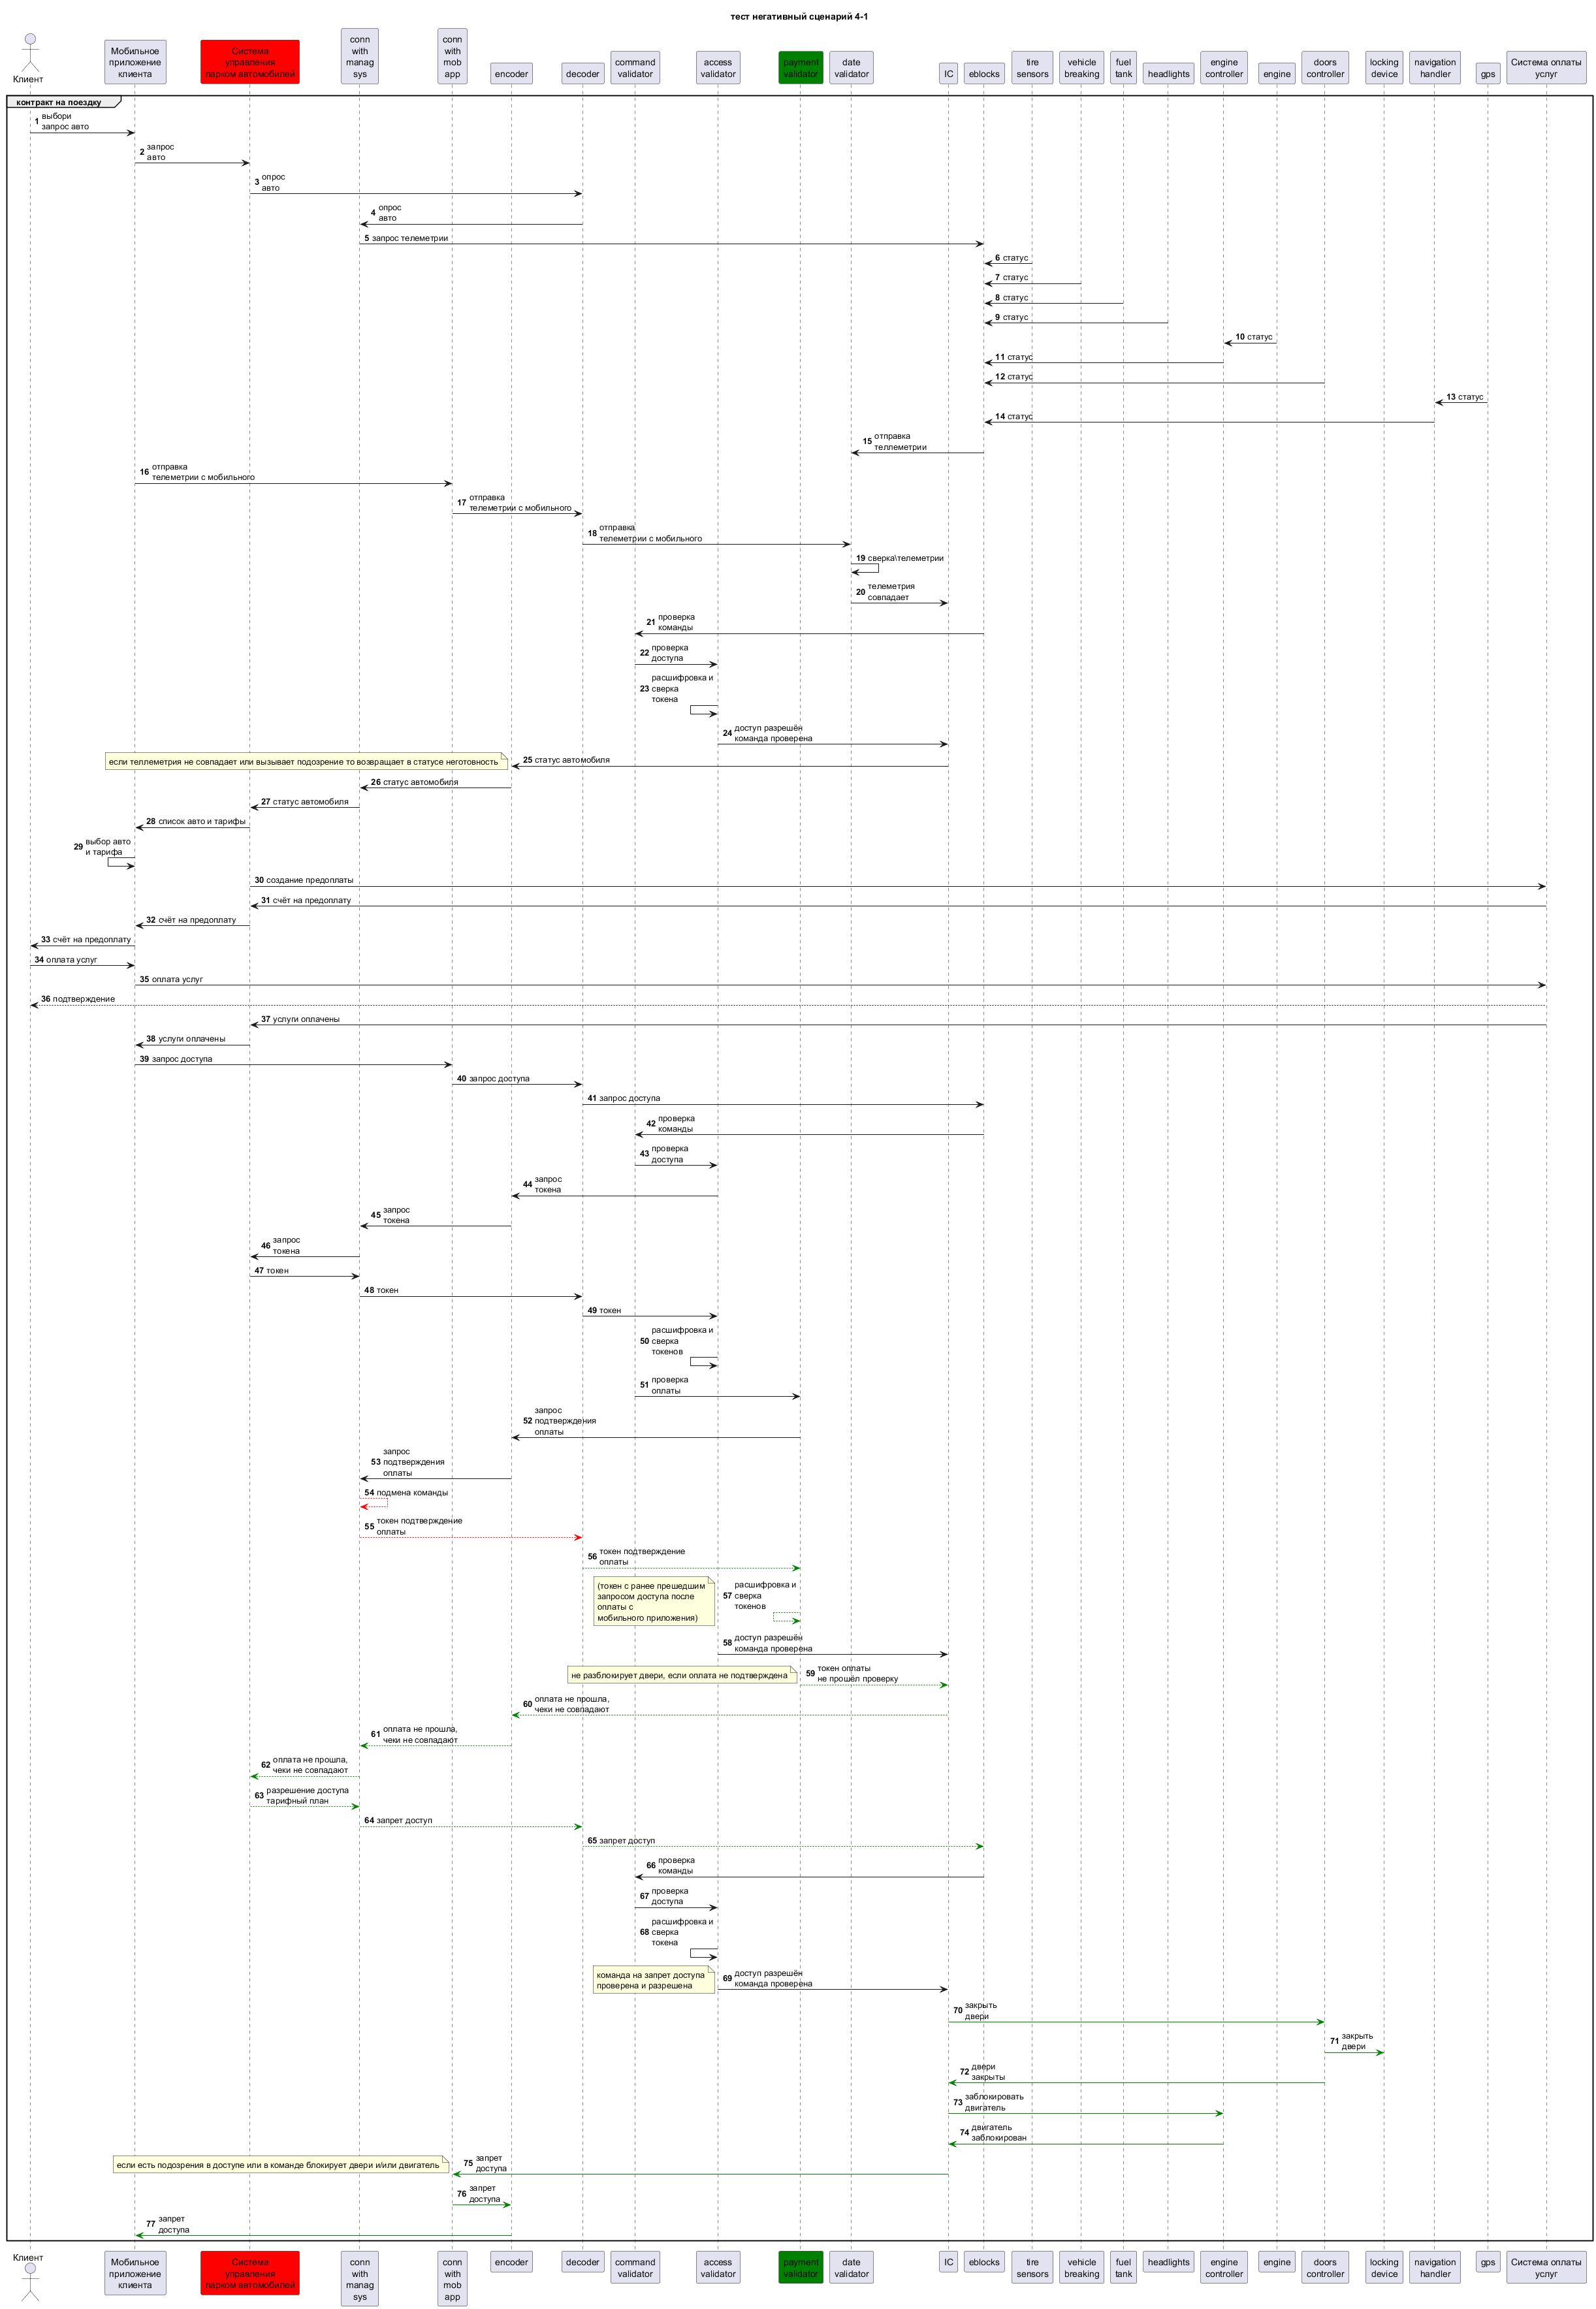 тест негативный сценарий 4-1
Клиент
Мобильное
приложение
клиента
Система
управления
парком автомобилей
conn
with
manag
sys
conn
with
mob
app
encoder
decoder
command
validator
access
validator
payment
validator
date
validator
IC
eblocks
tire
sensors
vehicle
breaking
fuel
tank
headlights
engine
controller
engine
doors
controller
locking
device
navigation
handler
gps
Система оплаты
услуг
контракт на поездку
1 выбори
запрос авто
2 запрос
авто
3 опрос
авто
4 опрос
авто
5 запрос телеметрии
6 статус
7 статус
8 статус
9 статус
10 статус
11 статус
12 статус
13 статус
14 статус
15 отправка
теллеметрии
16 отправка
телеметрии с мобильного
17 отправка
телеметрии с мобильного
18 отправка
телеметрии с мобильного
19 сверка\телеметрии
20 телеметрия
совпадает
21 проверка
команды
22 проверка
доступа
23 расшифровка и
сверка
токена
24 доступ разрешён
команда проверена
если теллеметрия не совпадает или вызывает подозрение то возвращает в статусе неготовность
25 статус автомобиля
26 статус автомобиля
27 статус автомобиля
28 список авто и тарифы
29 выбор авто
и тарифа
30 создание предоплаты
31 счёт на предоплату
32 счёт на предоплату
33 счёт на предоплату
34 оплата услуг
35 оплата услуг
36 подтверждение
37 услуги оплачены
38 услуги оплачены
39 запрос доступа
40 запрос доступа
41 запрос доступа
42 проверка
команды
43 проверка
доступа
44 запрос
токена
45 запрос
токена
46 запрос
токена
47 токен
48 токен
49 токен
50 расшифровка и
сверка
токенов
51 проверка
оплаты
52 запрос
подтверждения
оплаты
53 запрос
подтверждения
оплаты
54 подмена команды
55 токен подтверждение
оплаты
56 токен подтверждение
оплаты
(токен с ранее прешедшим
запросом доступа после
оплаты с
мобильного приложения)
57 расшифровка и
сверка
токенов
58 доступ разрешён
команда проверена
не разблокирует двери, если оплата не подтверждена
59 токен оплаты
не прошёл проверку
60 оплата не прошла,
чеки не совпадают
61 оплата не прошла,
чеки не совпадают
62 оплата не прошла,
чеки не совпадают
63 разрешение доступа
тарифный план
64 запрет доступ
65 запрет доступ
66 проверка
команды
67 проверка
доступа
68 расшифровка и
сверка
токена
команда на запрет доступа
проверена и разрешена
69 доступ разрешён
команда проверена
70 закрыть
двери
71 закрыть
двери
72 двери
закрыты
73 заблокировать
двигатель
74 двигатель
заблокирован
если есть подозрения в доступе или в команде блокирует двери и/или двигатель
75 запрет
доступа
76 запрет
доступа
77 запрет
доступа
Клиент
Мобильное
приложение
клиента
Система
управления
парком автомобилей
conn
with
manag
sys
conn
with
mob
app
encoder
decoder
command
validator
access
validator
payment
validator
date
validator
IC
eblocks
tire
sensors
vehicle
breaking
fuel
tank
headlights
engine
controller
engine
doors
controller
locking
device
navigation
handler
gps
Система оплаты
услуг